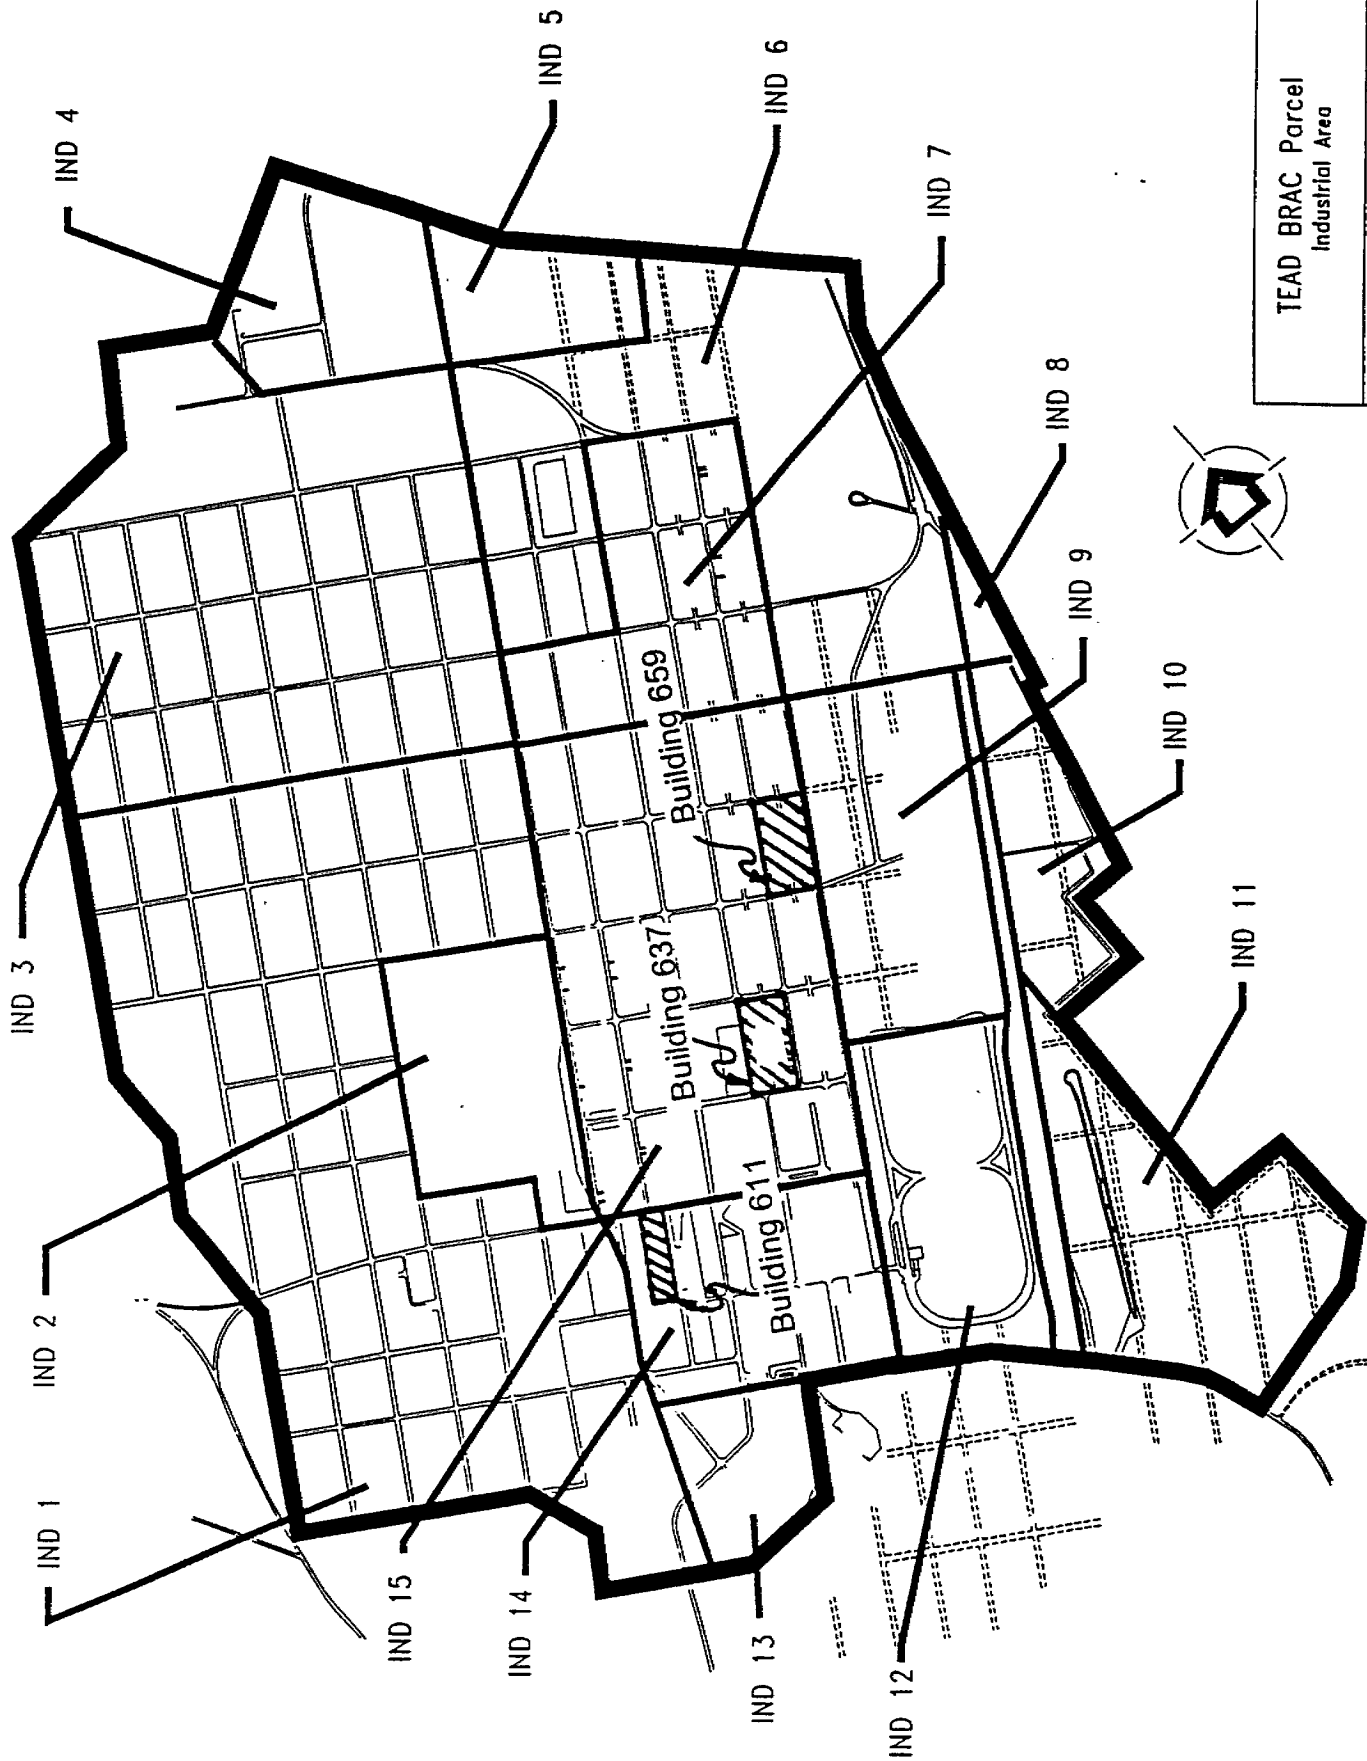 IND 1
IND 2
IND 3
IND 4
IND 5
IND 6
IND 7
IND 8
IND 9
IND 10
IND 11
IND 12
IND 13
IND 14
IND 15
Building 659
Building 637
Building 611
TEAD BRAC Parcel
Industrial Area